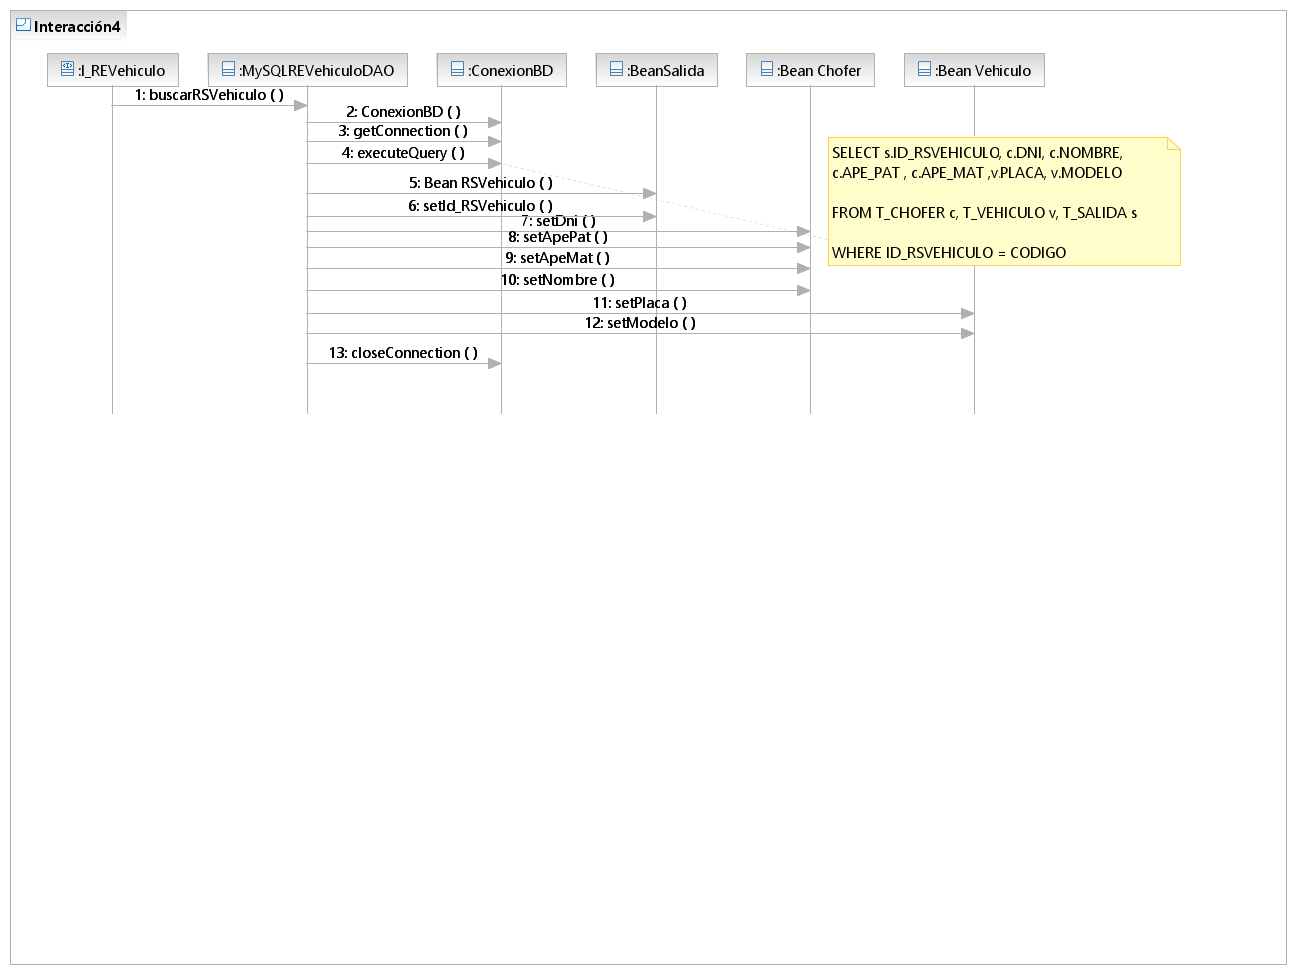 Interacción4
:I_REVehiculo
:MySQLREVehiculoDAO
:ConexionBD
:BeanSalida
:Bean Chofer
:Bean Vehiculo
1: buscarRSVehiculo ( )
2: ConexionBD ( )
3: getConnection ( )
4: executeQuery ( )
SELECT s.ID_RSVEHICULO, c.DNI, c.NOMBRE,
c.APE_PAT , c.APE_MAT ,v.PLACA, v.MODELO
FROM T_CHOFER c, T_VEHICULO v, T_SALIDA s
WHERE ID_RSVEHICULO = CODIGO
5: Bean RSVehiculo ( )
6: setId_RSVehiculo ( )
7: setDni ( )
8: setApePat ( )
9: setApeMat ( )
10: setNombre ( )
11: setPlaca ( )
12: setModelo ( )
13: closeConnection ( )